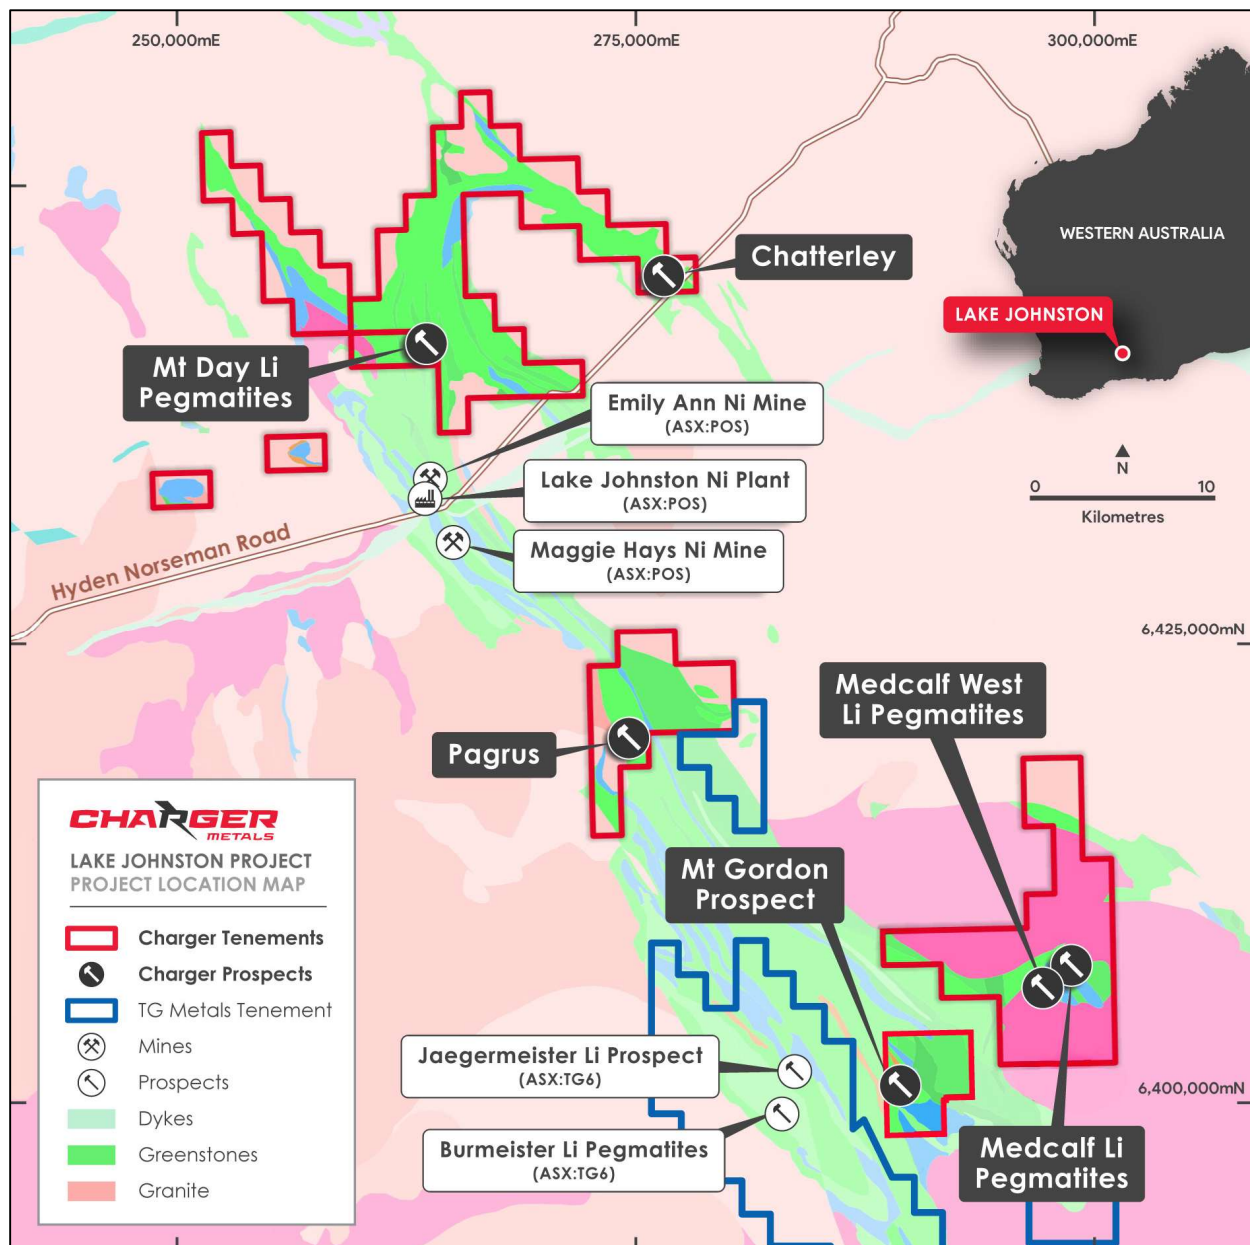 250,000mE
275,000mE
300,000mE
WESTERN AUSTRALIA
Chatterley
LAKE JOHNSTON
Mt Day Li
Pegmatites
Emily Ann Ni Mine
(ASX:POS)
N
Lake Johnston Ni Plant
(ASX:POS)
0 10
Kilometres
Hyden Norseman Road
Maggie Hays Ni Mine
(ASX:POS)
6,425,000mN
Medcalf West
Li Pegmatites
Pagrus
CHARGER
METALS
LAKE JOHNSTON PROJECT
PROJECT LOCATION MAP
Charger Tenements
Charger Prospects
TG Metals Tenement
Mines
Prospects
Dykes
Greenstones
Granite
Mt Gordon
Prospect
Jaegermeister Li Prospect
(ASX:TG6)
6,400,000mN
Burmeister Li Pegmatites
(ASX:TG6)
Medcalf Li
Pegmatites